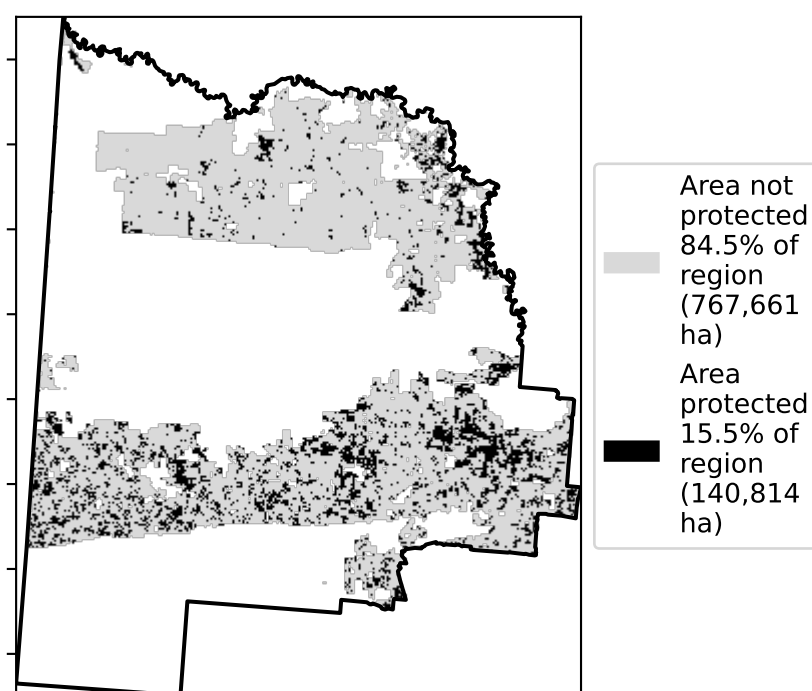 Area not
protected
84.5% of
region
(767,661
ha)
Area
protected
15.5% of
region
(140,814
ha)